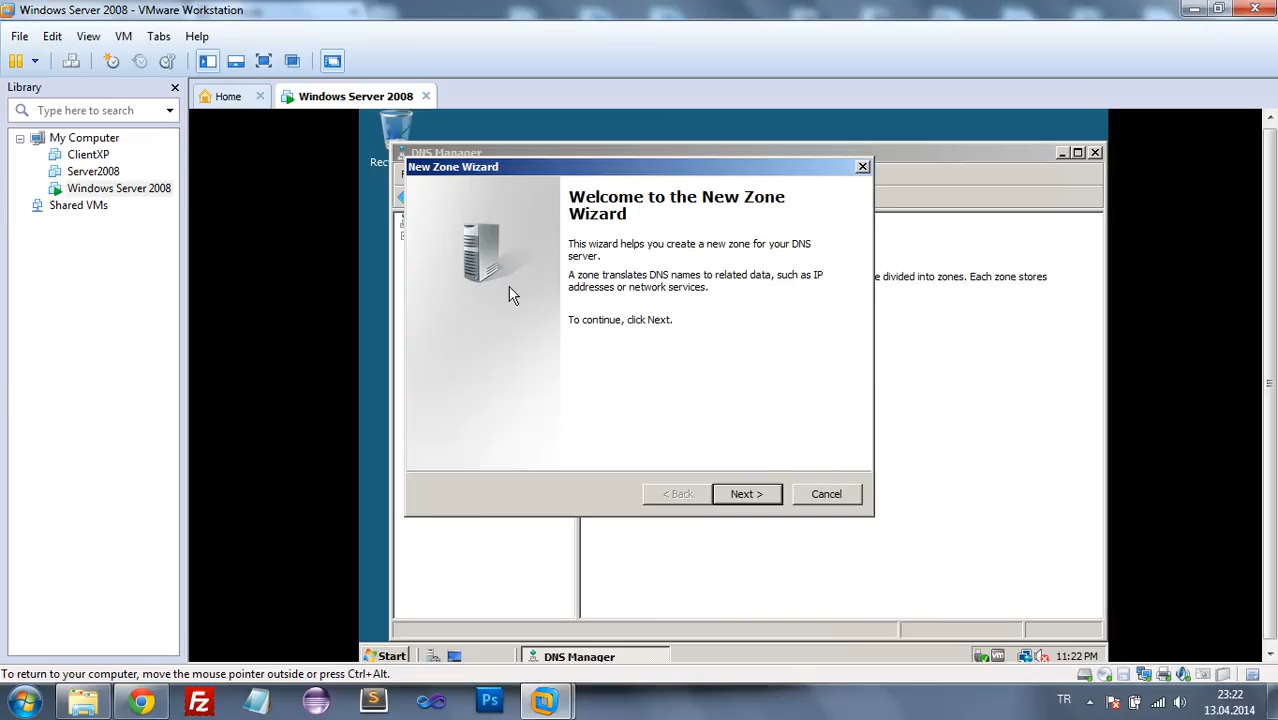 Windows Server 2008 - VMware Workstation
File Edit View VM Tabs Help
Library
Type here to search
My Computer
ClientXP
Server2008
Windows Server 2008
Shared VMs
Home
Windows Server 2008
DNS Manager
New Zone Wizard
Welcome to the New Zone
Wizard
This wizard helps you create a new zone for your DNS
server.
A zone translates DNS names to related data, such as IP
addresses or network services.
To continue, click Next.
e divided into zones. Each zone stores
< Back
Next >
Cancel
Start
DNS Manager
11:22 PM
To return to your computer, move the mouse pointer outside or press Ctrl+Alt.
Fz
S
Ps
TR
23:22
13.04.2014